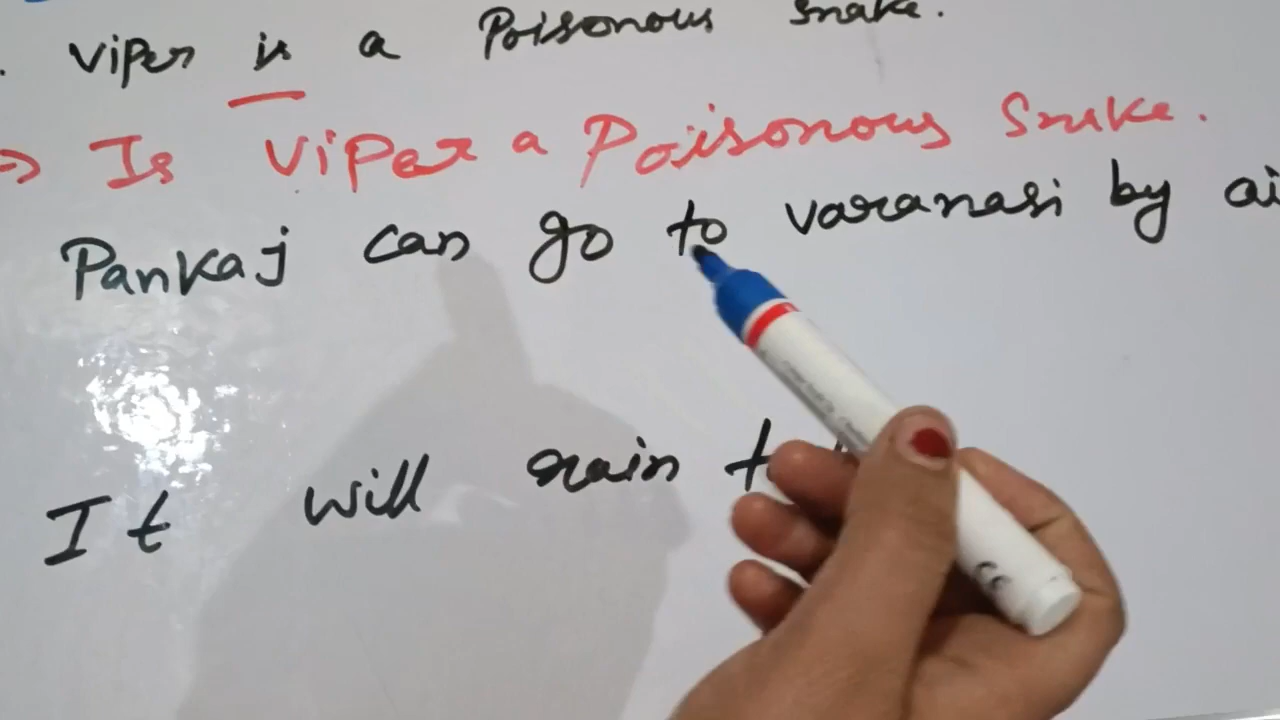 . Viper is a Poisonous Snake.
=> Is Viper a Poisonous Snake.
Pankaj can go to varanasi by
It will rain